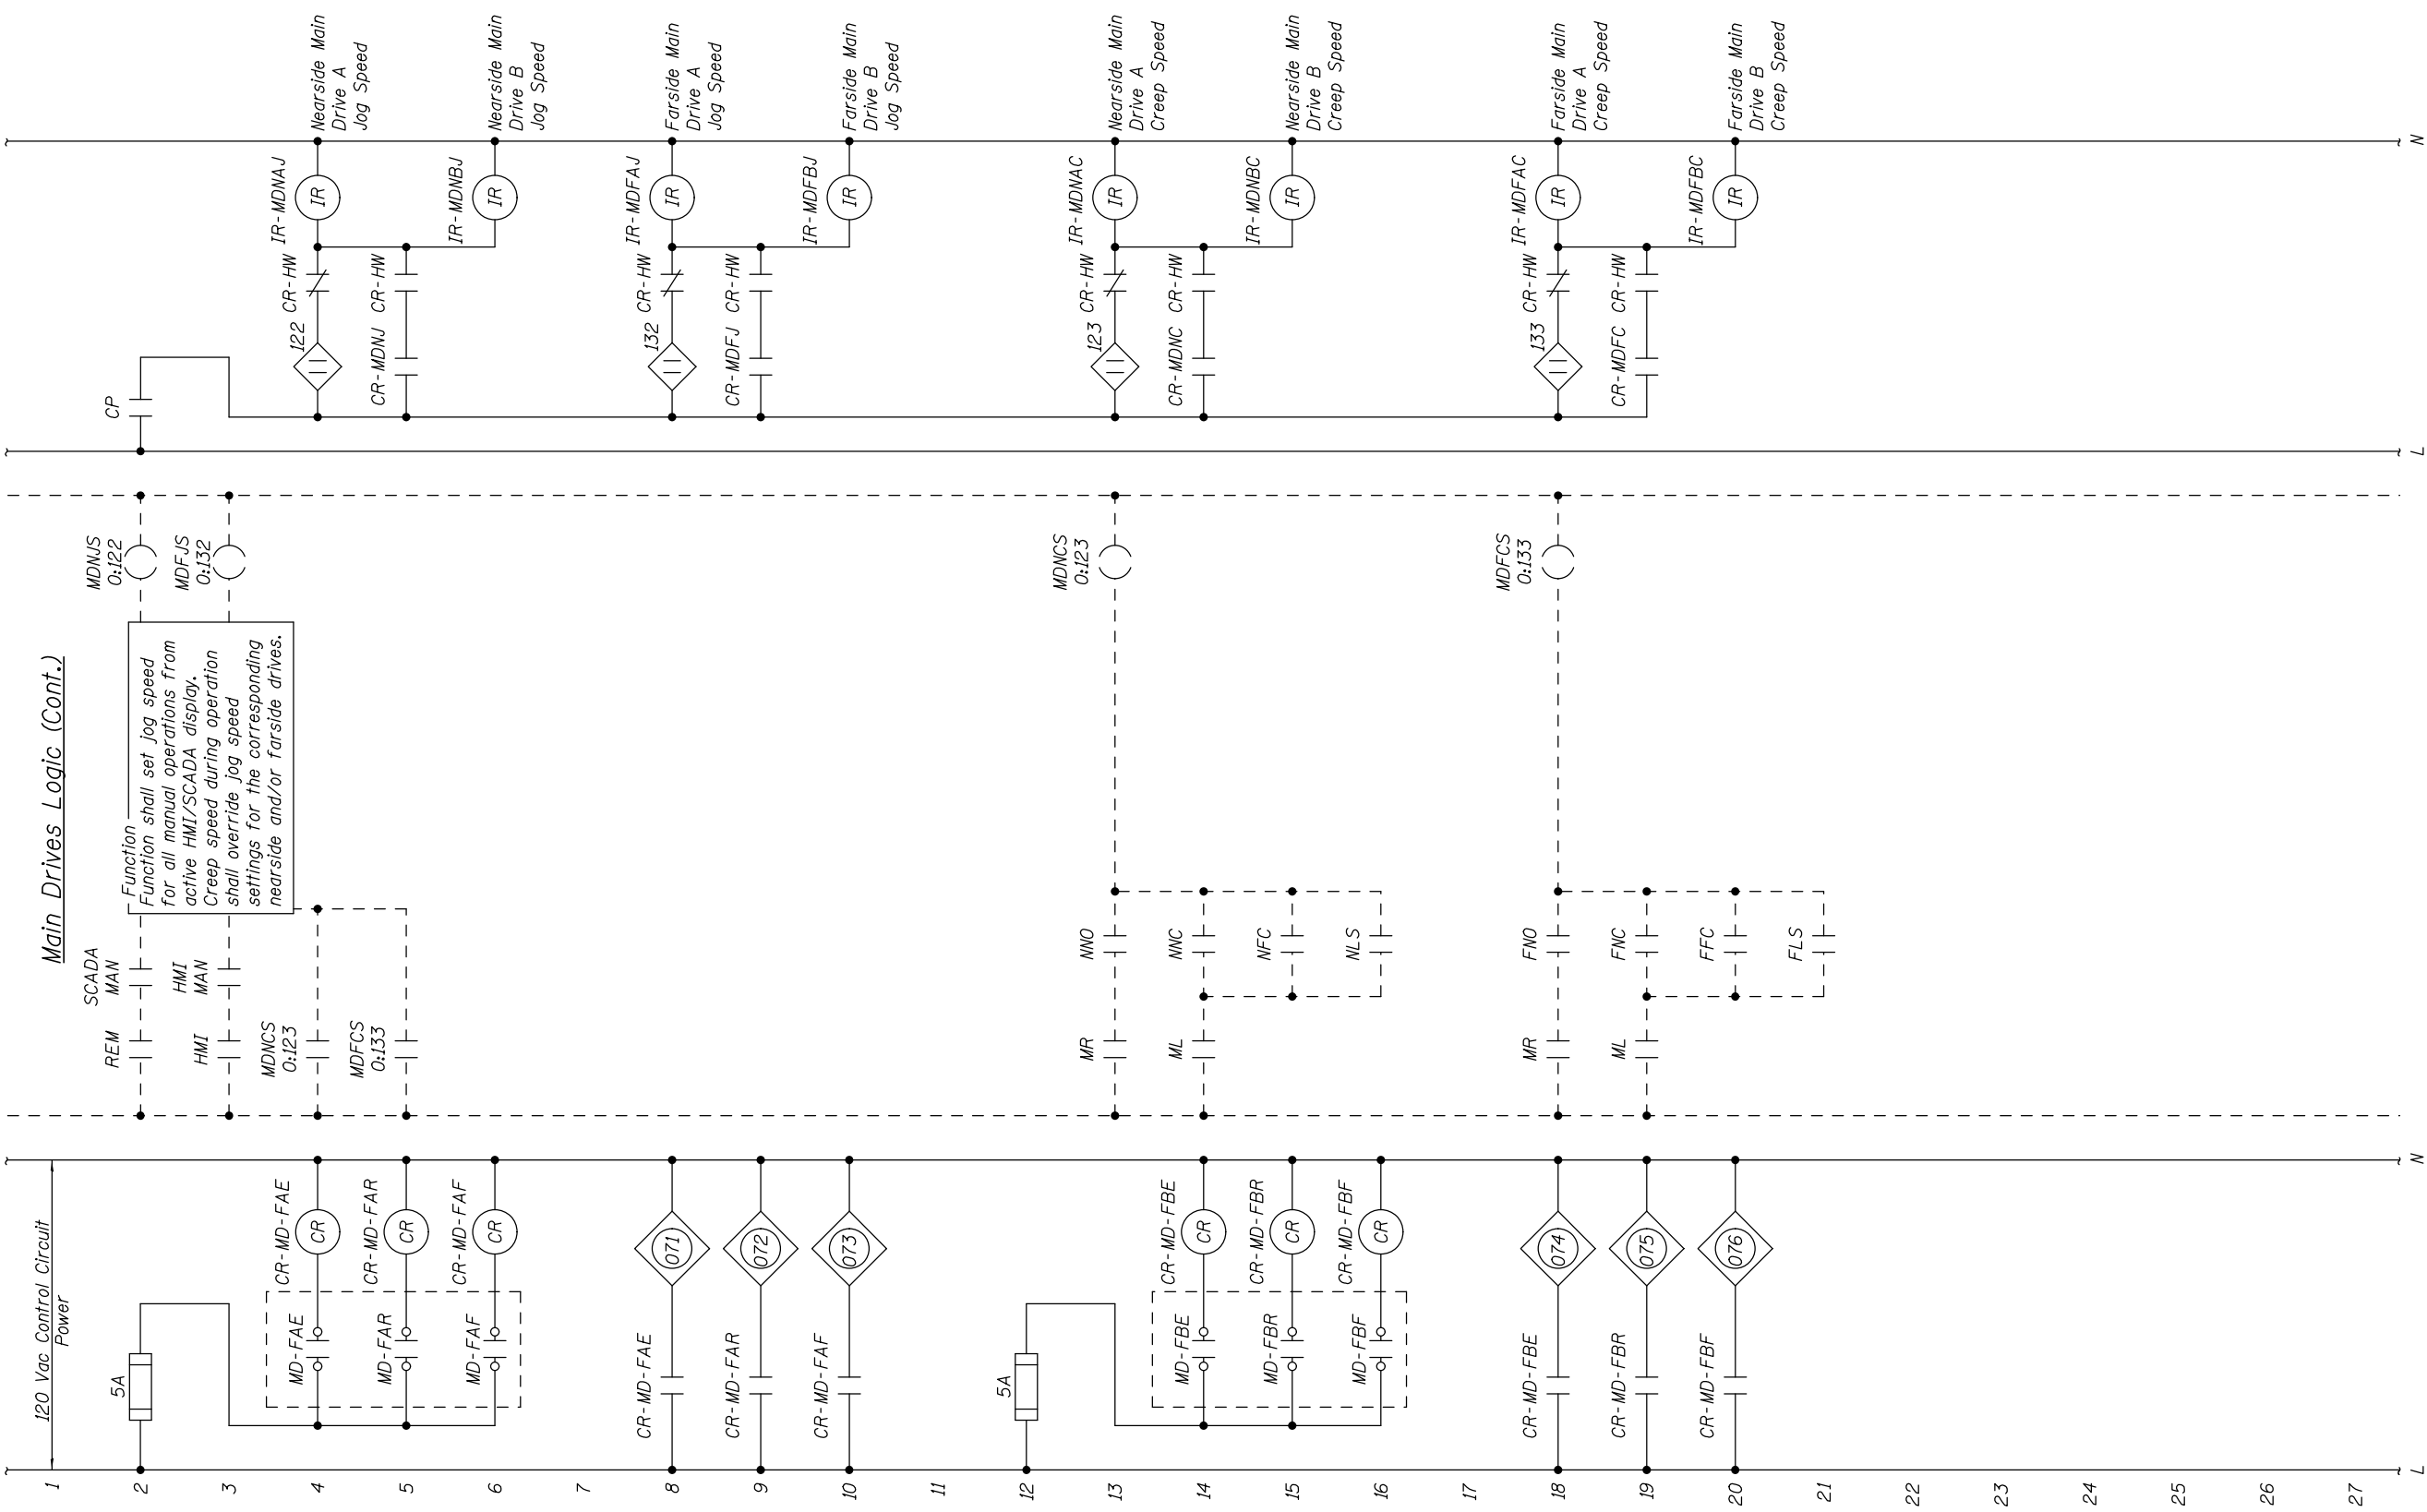 Main Drives Logic (Cont.)
120 Vac Control Circuit
Power
1
2
3
4
5
6
7
8
9
10
11
12
13
14
15
16
17
18
19
20
21
22
23
24
25
26
27
5A
MD-FAE
CR-MD-FAE
CR
MD-FAR
CR-MD-FAR
CR
MD-FAF
CR-MD-FAF
CR
CR-MD-FAE
071
CR-MD-FAR
072
CR-MD-FAF
073
5A
MD-FBE
CR-MD-FBE
CR
MD-FBR
CR-MD-FBR
CR
MD-FBF
CR-MD-FBF
CR
CR-MD-FBE
074
CR-MD-FBR
075
CR-MD-FBF
076
L
N
REM
SCADA
MAN
HMI
HMI
MAN
MDNCS
O:123
MDFCS
O:133
Function
Function shall set jog speed
for all manual operations from
active HMI/SCADA display.
Creep speed during operation
shall override jog speed
settings for the corresponding
nearside and/or farside drives.
MDNJS
O:122
MDFJS
O:132
MR
NNO
MDNCS
O:123
ML
NNC
NFC
NLS
MR
FNO
MDFCS
O:133
ML
FNC
FFC
FLS
CP
122
CR-HW
IR-MDNAJ
IR
Nearside Main
Drive A
Jog Speed
CR-MDNJ
CR-HW
IR-MDNBJ
IR
Nearside Main
Drive B
Jog Speed
132
CR-HW
IR-MDFAJ
IR
Farside Main
Drive A
Jog Speed
CR-MDFJ
CR-HW
IR-MDFBJ
IR
Farside Main
Drive B
Jog Speed
123
CR-HW
IR-MDNAC
IR
Nearside Main
Drive A
Creep Speed
CR-MDNC
CR-HW
IR-MDNBC
IR
Nearside Main
Drive B
Creep Speed
133
CR-HW
IR-MDFAC
IR
Farside Main
Drive A
Creep Speed
CR-MDFC
CR-HW
IR-MDFBC
IR
Farside Main
Drive B
Creep Speed
L
N